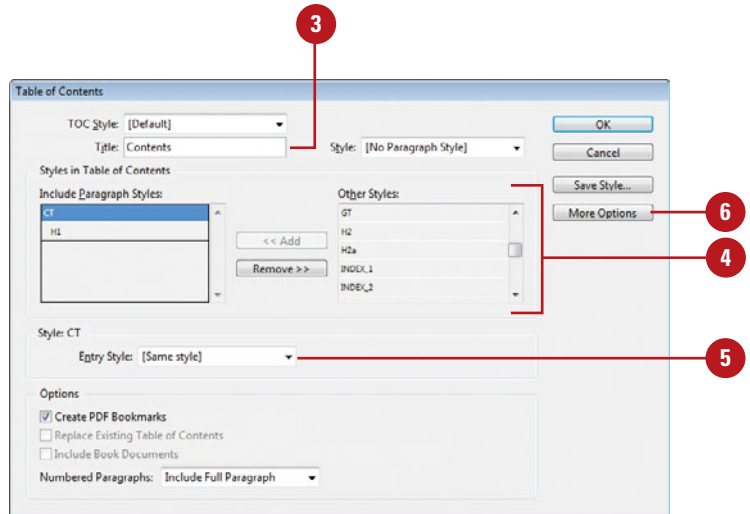 3
Table of Contents
TOC Style: [Default]
OK
Title: Contents
Style: [No Paragraph Style]
Cancel
Styles in Table of Contents
Save Style...
Include Paragraph Styles:
Other Styles:
CT
GT
More Options
6
H1
H2
<< Add
H2a
4
Remove >>
INDEX_1
INDEX_2
Style: CT
Entry Style: [Same style]
5
Options
Create PDF Bookmarks
Replace Existing Table of Contents
Include Book Documents
Numbered Paragraphs: Include Full Paragraph